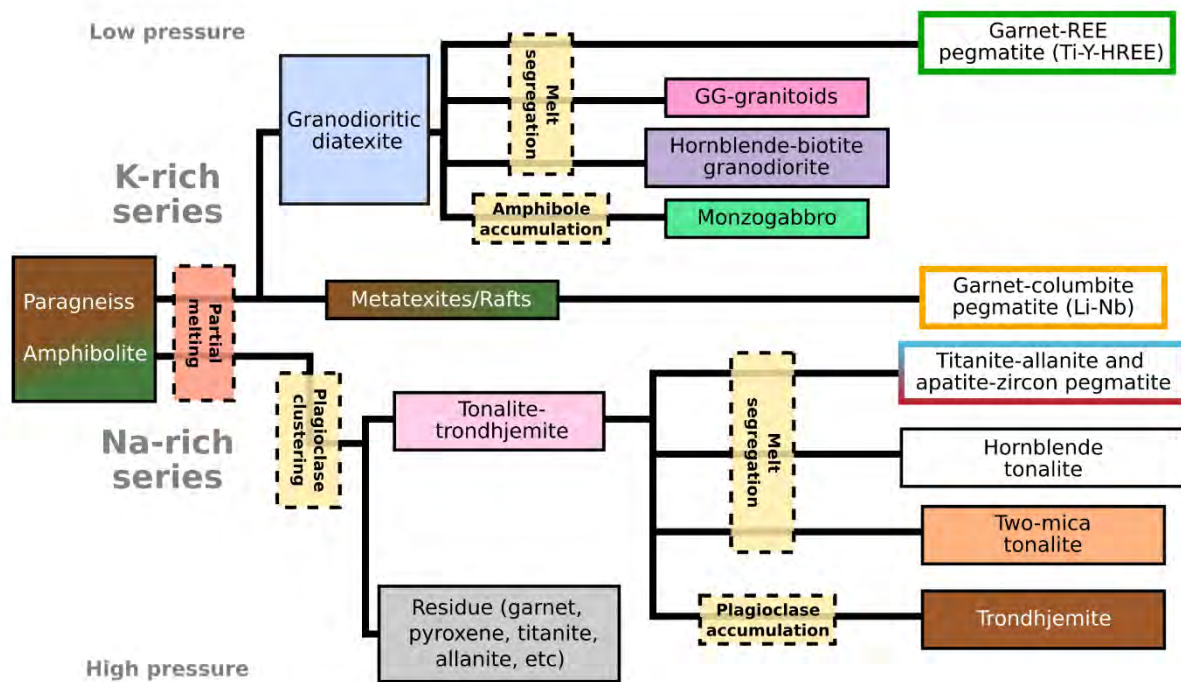 Low pressure
Garnet-REE
pegmatite (Ti-Y-HREE)
Melt
segregation
GG-granitoids
Granodioritic
diatexite
Hornblende-biotite
granodiorite
K-rich
series
Amphibole
accumulation
Monzogabbro
Paragneiss
Amphibolite
Partial
melting
Metatexites/Rafts
Garnet-columbite
pegmatite (Li-Nb)
Titanite-allanite and
apatite-zircon pegmatite
Plagioclase
clustering
Tonalite-
trondhjemite
Melt
segregation
Na-rich
series
Hornblende
tonalite
Two-mica
tonalite
Residue (garnet,
pyroxene, titanite,
allanite, etc)
Plagioclase
accumulation
Trondhjemite
High pressure